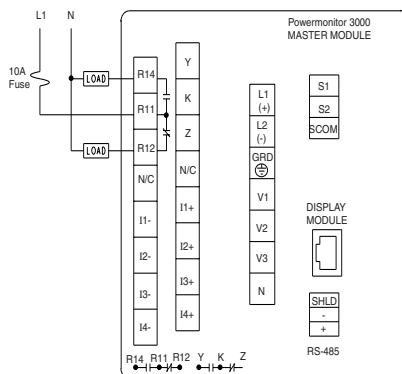 L1 N
Powermonitor 3000
MASTER MODULE
10A
Fuse
LOAD
LOAD
R14
R11
R12
N/C
I1-
I2-
I3-
I4-
Y
K
Z
N/C
I1+
I2+
I3+
I4+
L1
(+)
L2
(-)
GRD
V1
V2
V3
N
S1
S2
SCOM
DISPLAY
MODULE
SHLD
-
+
RS-485
R14 R11 R12 Y K Z